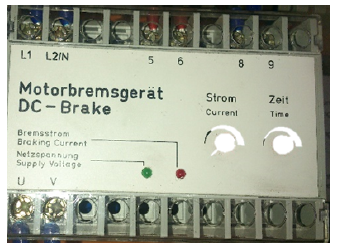 L1 L2/N 5 6 8 9
Motorbremsgerät
DC-Brake
Strom
Current
Zeit
Time
Bremsstrom
Braking Current
Netzspannung
Supply Voltage
U V